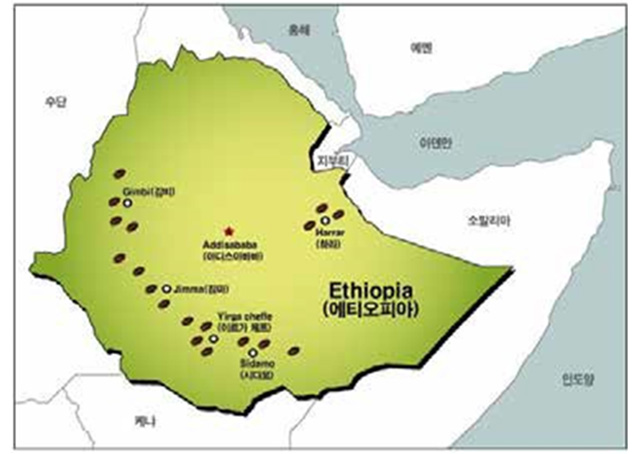 홍해
예멘
수단
아덴만
지부티
Gimbi(김비)
소말리아
Harrar
(하라)
Addisababa
(아디스아바바)
Jimma(짐마)
Ethiopia
(에티오피아)
Yirga cheffe
(이르가 체프)
Sidamo
(시다모)
인도양
케냐